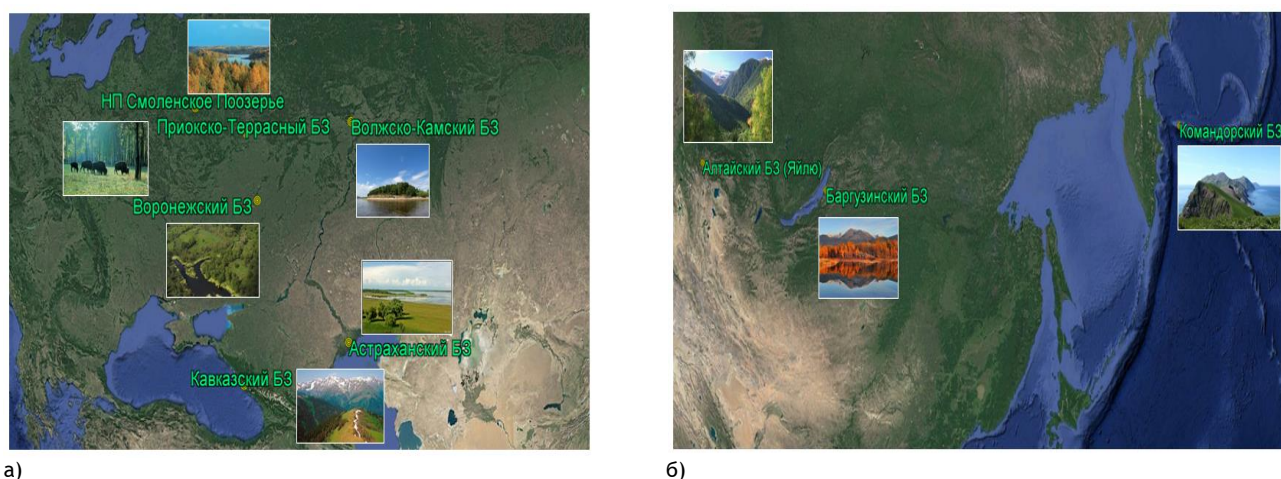 НП Смоленское Поозерье
Приокско-Террасный БЗ
Волжско-Камский БЗ
Воронежский БЗ
Астраханский БЗ
Кавказский БЗ
а)
Командорский БЗ
Алтайский БЗ (Яйлю)
Баргузинский БЗ
б)